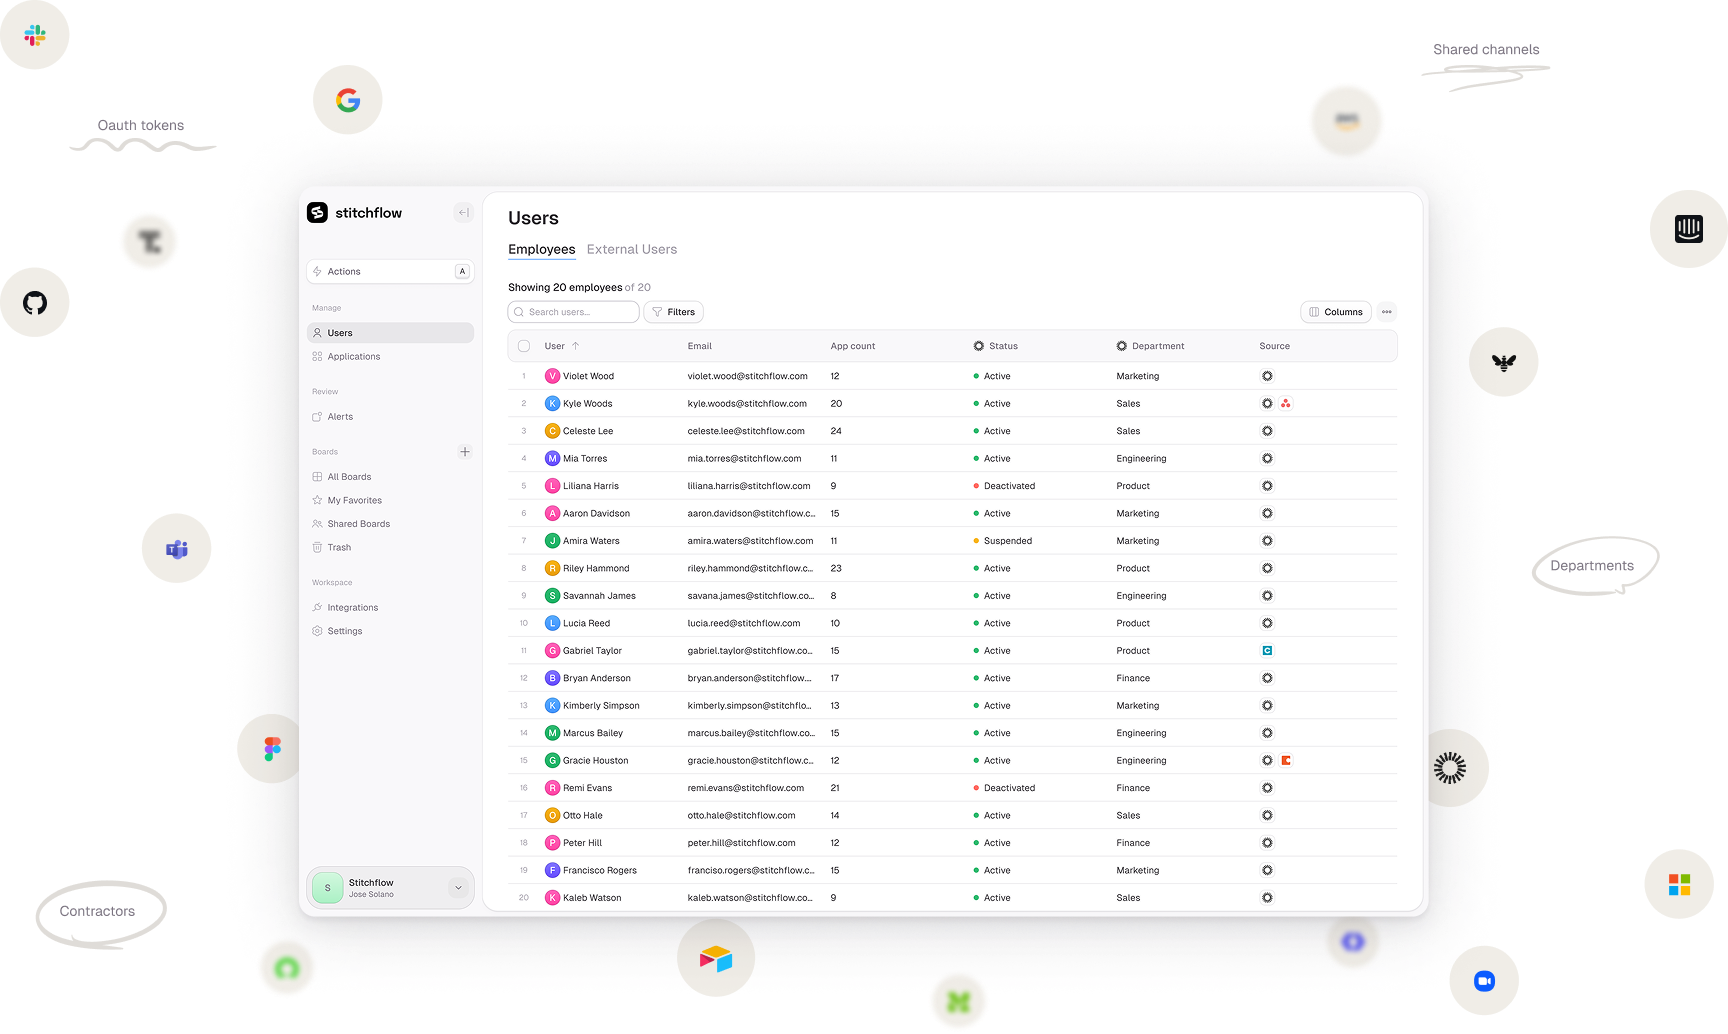 Shared channels
Oauth tokens
stitchflow
Actions
A
Manage
Users
Applications
Review
Alerts
Boards
All Boards
My Favorites
Shared Boards
Trash
Workspace
Integrations
Settings
S
Stitchflow
Jose Solano
Users
Employees External Users
Showing 20 employees of 20
Search users...
Filters
Columns
User Email App count Status Department Source
1 V Violet Wood violet.wood@stitchflow.com 12 Active Marketing
2 K Kyle Woods kyle.woods@stitchflow.com 20 Active Sales
3 C Celeste Lee celeste.lee@stitchflow.com 24 Active Sales
4 M Mia Torres mia.torres@stitchflow.com 11 Active Engineering
5 L Liliana Harris liliana.harris@stitchflow.com 9 Deactivated Product
6 A Aaron Davidson aaron.davidson@stitchflow.c... 15 Active Marketing
7 J Amira Waters amira.waters@stitchflow.com 11 Suspended Marketing
8 R Riley Hammond riley.hammond@stitchflow.c... 23 Active Product
9 S Savannah James savana.james@stitchflow.co... 8 Active Engineering
10 L Lucia Reed lucia.reed@stitchflow.com 10 Active Product
11 G Gabriel Taylor gabriel.taylor@stitchflow.co... 15 Active Product
12 B Bryan Anderson bryan.anderson@stitchflow.... 17 Active Finance
13 K Kimberly Simpson kimberly.simpson@stitchflo... 13 Active Marketing
14 M Marcus Bailey marcus.bailey@stitchflow.co... 15 Active Engineering
15 G Gracie Houston gracie.houston@stitchflow.c... 12 Active Engineering
16 R Remi Evans remi.evans@stitchflow.com 21 Deactivated Finance
17 O Otto Hale otto.hale@stitchflow.com 14 Active Sales
18 P Peter Hill peter.hill@stitchflow.com 12 Active Finance
19 F Francisco Rogers franciso.rogers@stitchflow.c... 15 Active Marketing
20 K Kaleb Watson kaleb.watson@stitchflow.c... 9 Active Sales
Departments
Contractors